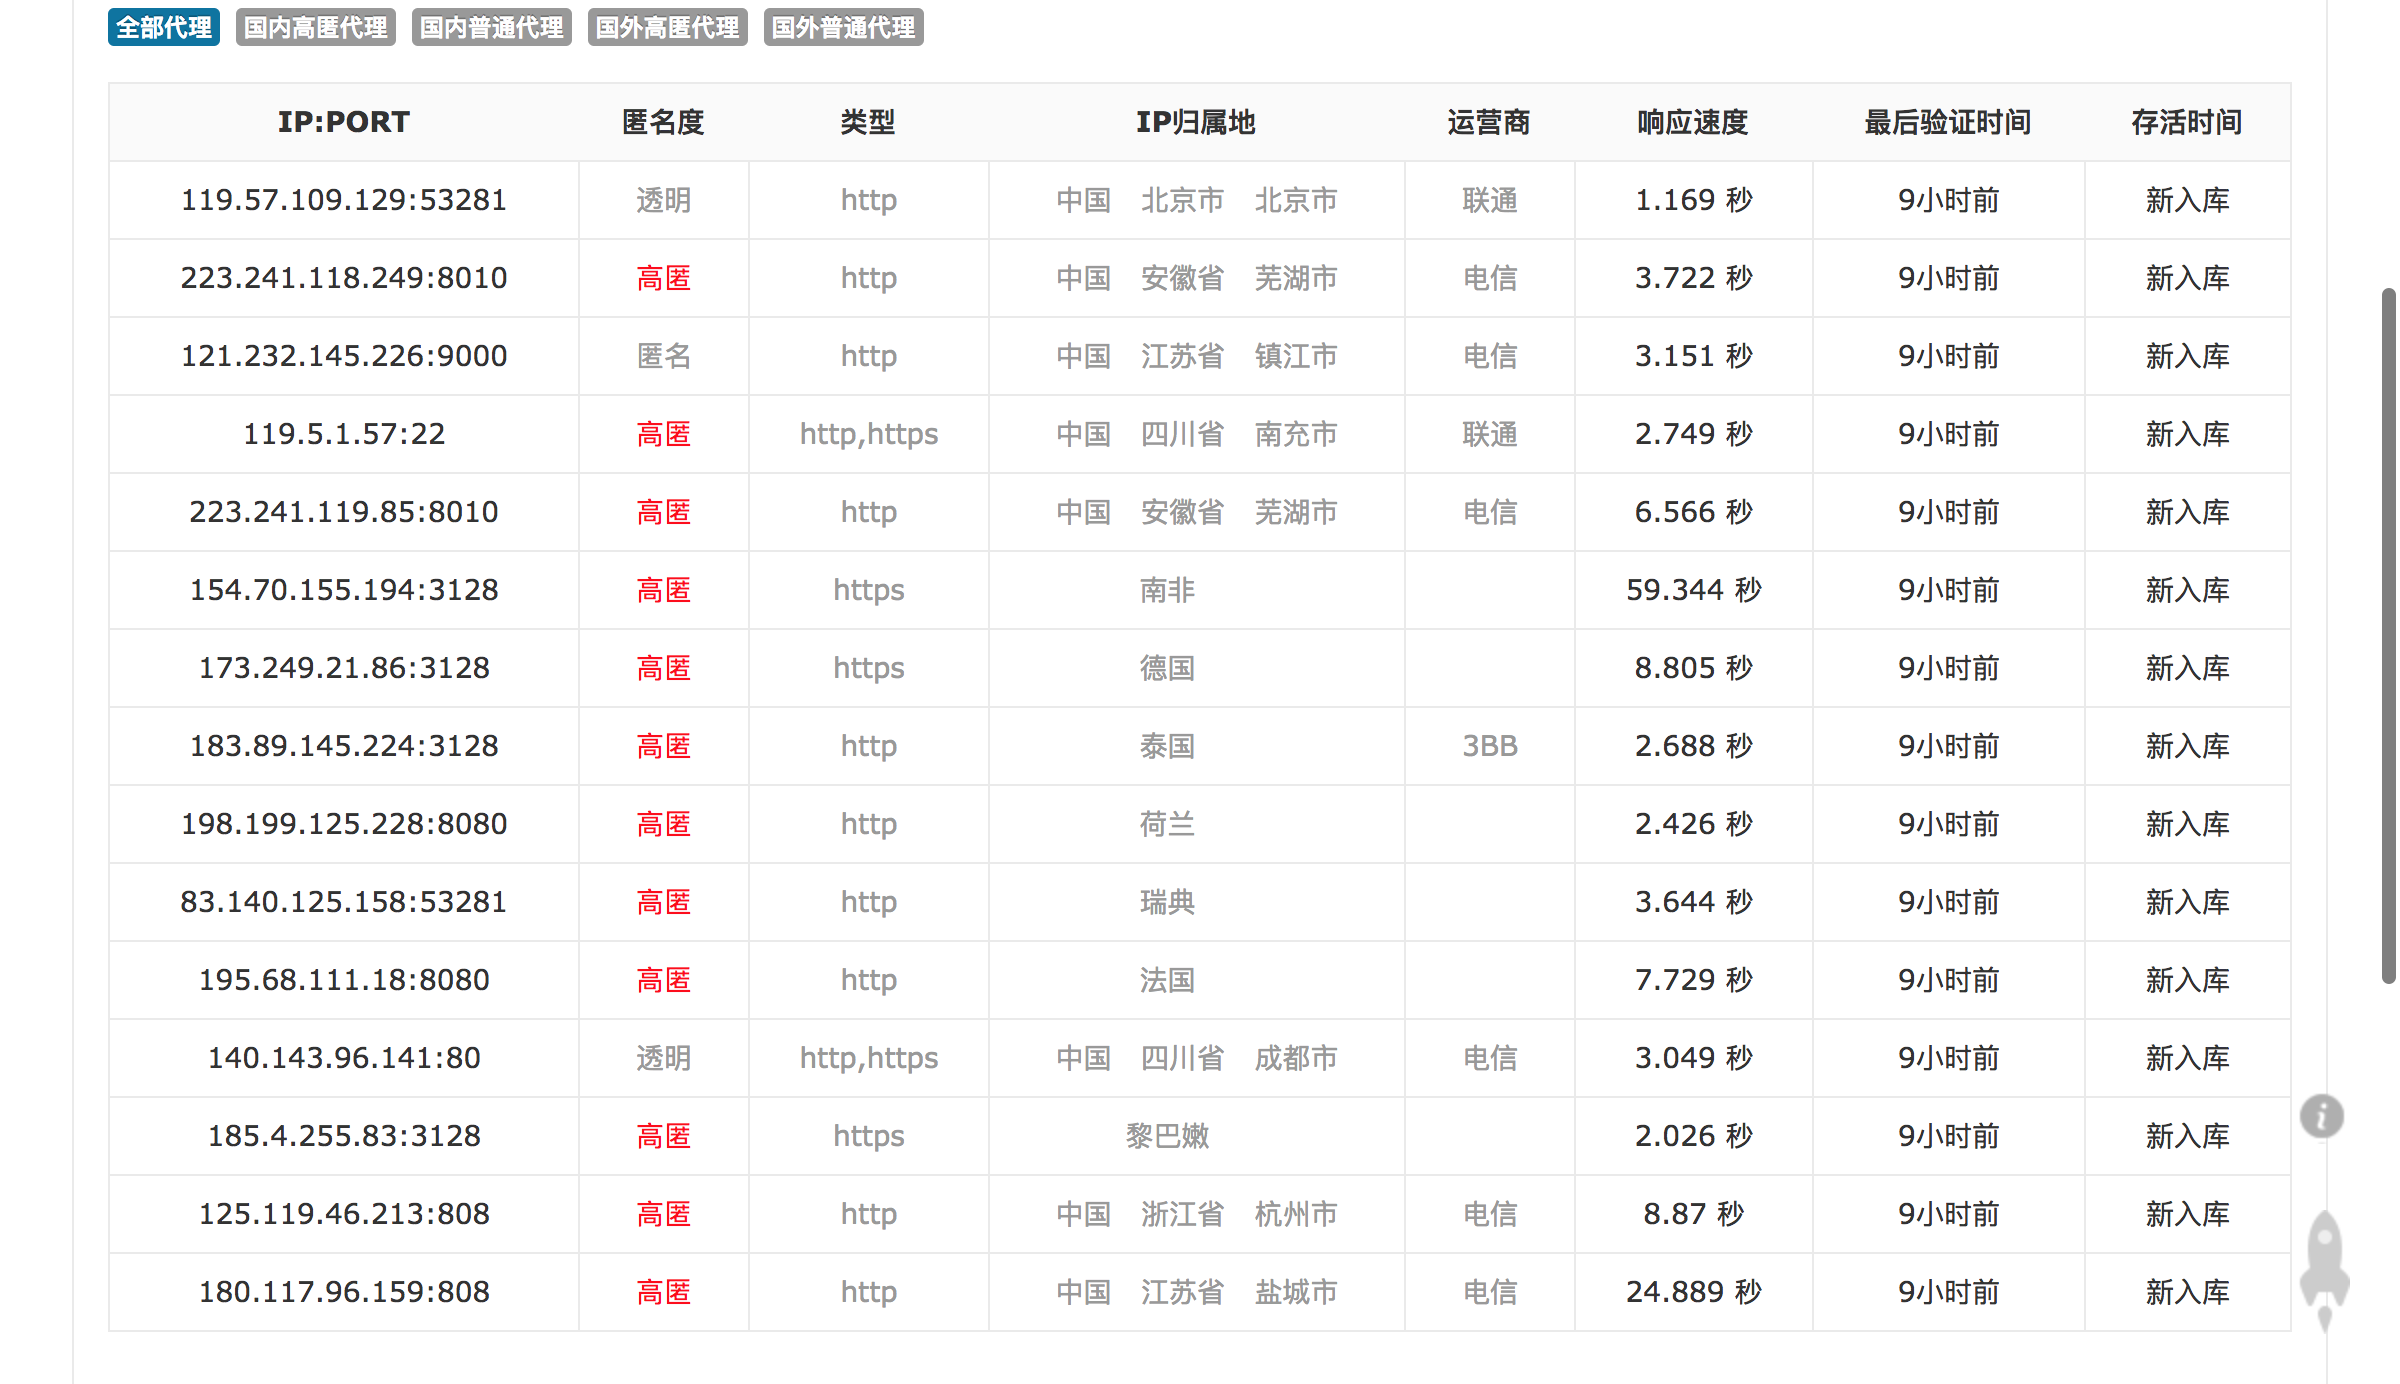 全部代理 国内高匿代理 国内普通代理 国外高匿代理 国外普通代理
IP:PORT 匿名度 类型 IP归属地 运营商 响应速度 最后验证时间 存活时间
119.57.109.129:53281 透明 http 中国 北京市 北京市 联通 1.169 秒 9小时前 新入库
223.241.118.249:8010 高匿 http 中国 安徽省 芜湖市 电信 3.722 秒 9小时前 新入库
121.232.145.226:9000 匿名 http 中国 江苏省 镇江市 电信 3.151 秒 9小时前 新入库
119.5.1.57:22 高匿 http,https 中国 四川省 南充市 联通 2.749 秒 9小时前 新入库
223.241.119.85:8010 高匿 http 中国 安徽省 芜湖市 电信 6.566 秒 9小时前 新入库
154.70.155.194:3128 高匿 https 南非 59.344 秒 9小时前 新入库
173.249.21.86:3128 高匿 https 德国 8.805 秒 9小时前 新入库
183.89.145.224:3128 高匿 http 泰国 3BB 2.688 秒 9小时前 新入库
198.199.125.228:8080 高匿 http 荷兰 2.426 秒 9小时前 新入库
83.140.125.158:53281 高匿 http 瑞典 3.644 秒 9小时前 新入库
195.68.111.18:8080 高匿 http 法国 7.729 秒 9小时前 新入库
140.143.96.141:80 透明 http,https 中国 四川省 成都市 电信 3.049 秒 9小时前 新入库
185.4.255.83:3128 高匿 https 黎巴嫩 2.026 秒 9小时前 新入库
125.119.46.213:808 高匿 http 中国 浙江省 杭州市 电信 8.87 秒 9小时前 新入库
180.117.96.159:808 高匿 http 中国 江苏省 盐城市 电信 24.889 秒 9小时前 新入库